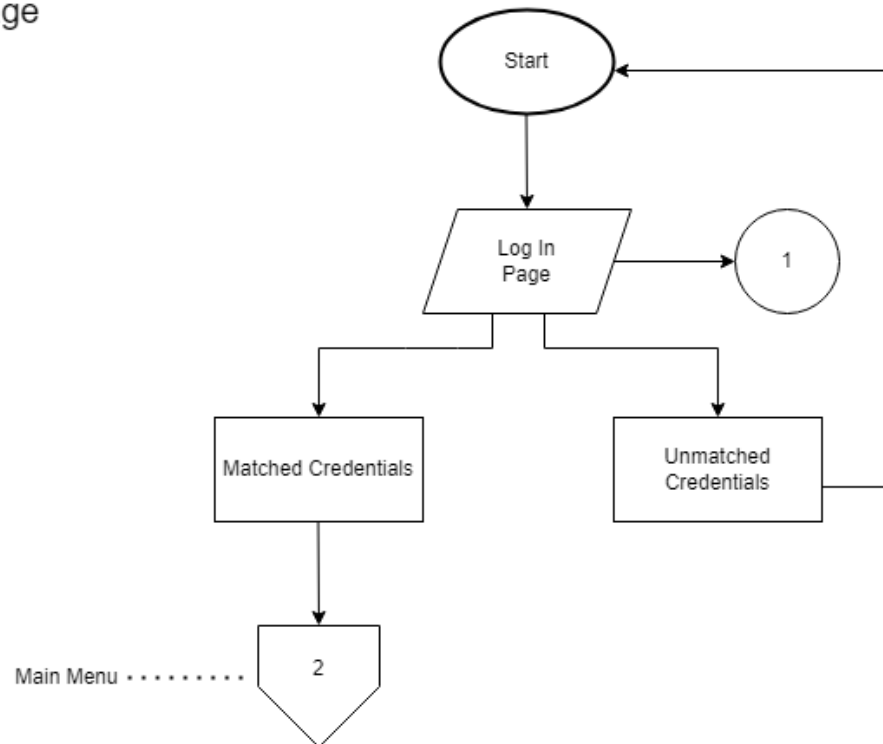 ge
Start
Log In
Page
1
Matched Credentials
Unmatched
Credentials
Main Menu
2